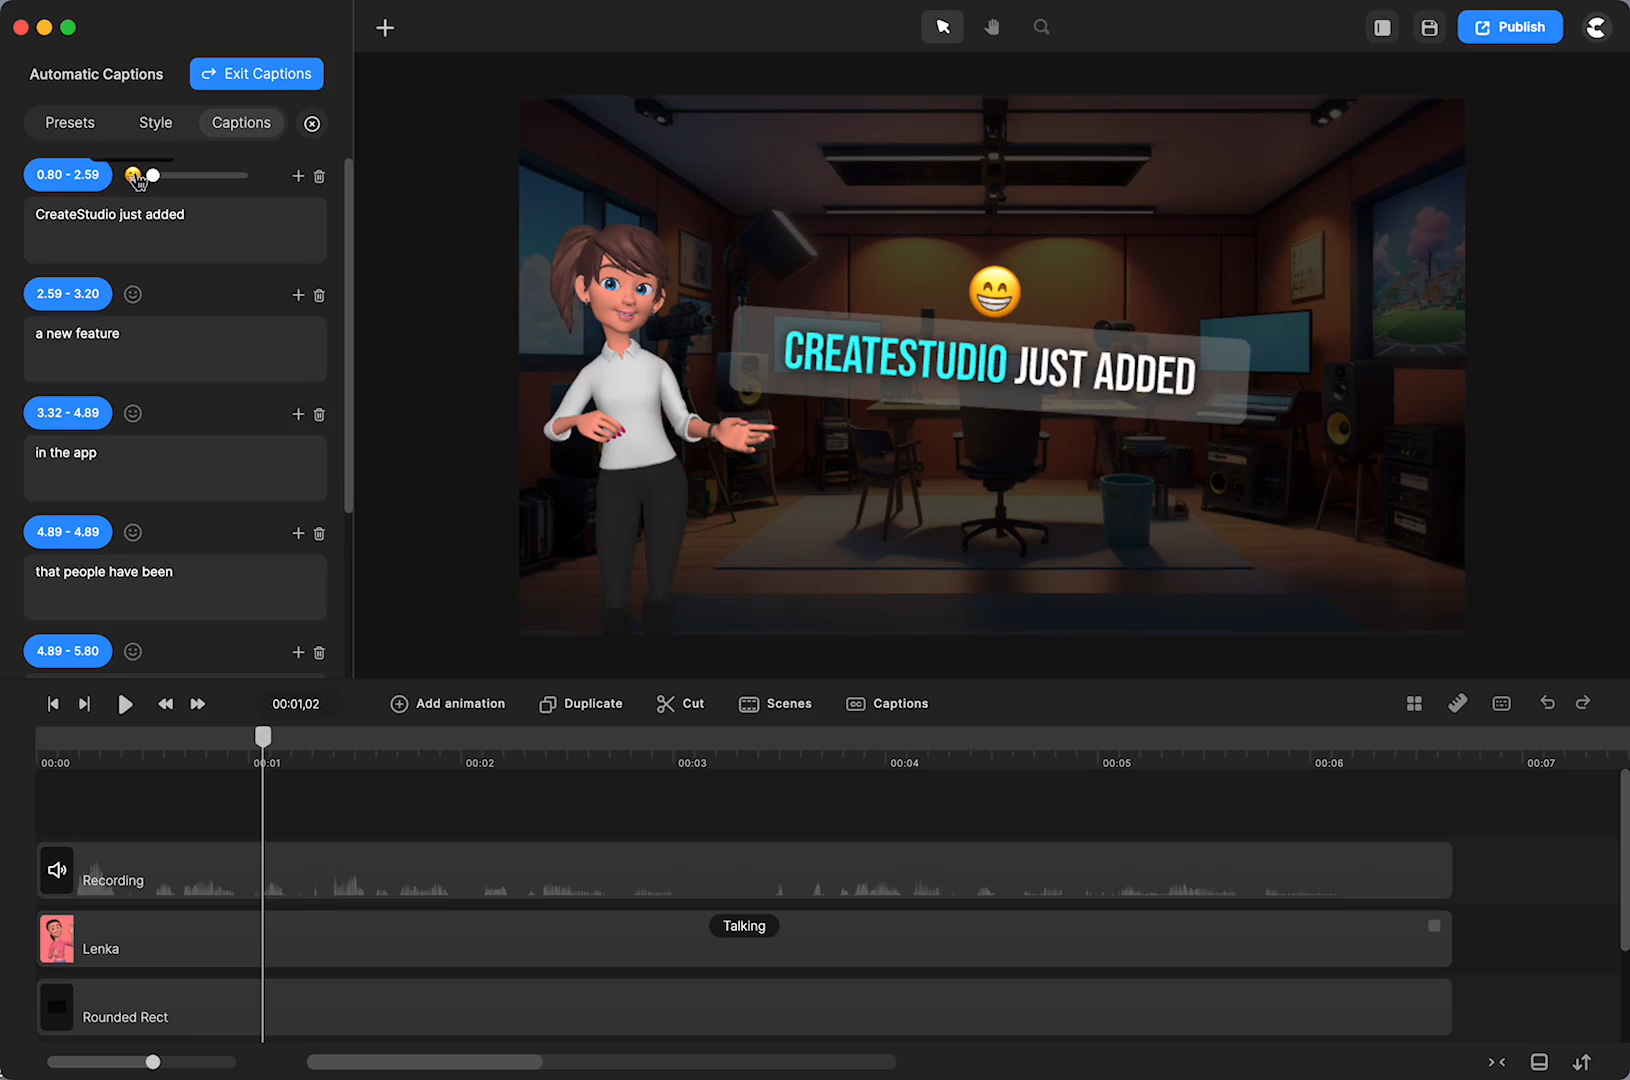 Publish
Automatic Captions
Exit Captions
Presets
Style
Captions
0.80 - 2.59
CreateStudio just added
2.59 - 3.20
a new feature
3.32 - 4.89
in the app
4.89 - 4.89
that people have been
4.89 - 5.80
CREATESTUDIO JUST ADDED
00:01,02
Add animation
Duplicate
Cut
Scenes
CC Captions
00:00
00:01
00:02
00:03
00:04
00:05
00:06
00:07
Recording
Talking
Lenka
Rounded Rect